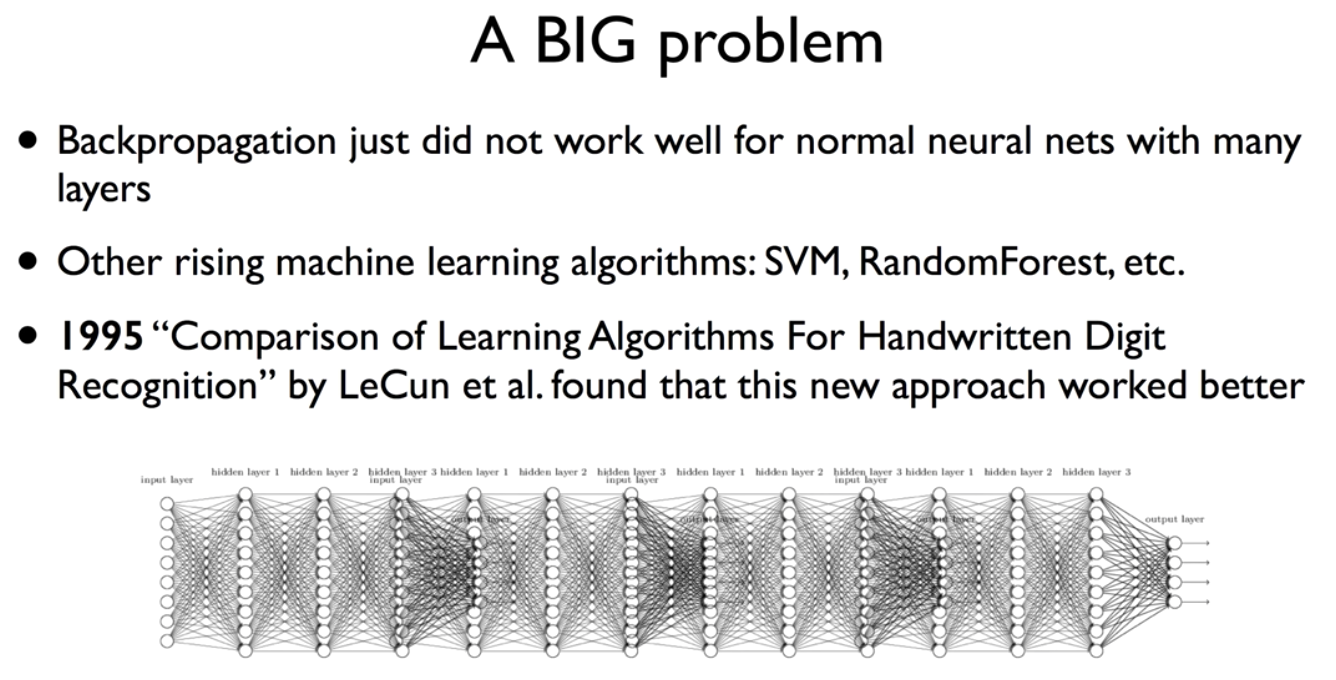 A BIG problem
• Backpropagation just did not work well for normal neural nets with many
layers
• Other rising machine learning algorithms: SVM, RandomForest, etc.
• 1995 “Comparison of Learning Algorithms For Handwritten Digit
Recognition” by LeCun et al. found that this new approach worked better
hidden layer 1 hidden layer 2 hidden layer 3 hidden layer 1 hidden layer 2 hidden layer 3 hidden layer 1 hidden layer 2 hidden layer 3 hidden layer 1 hidden layer 2 hidden layer 3
input layer input layer input layer input layer
output layer output layer output layer output layer